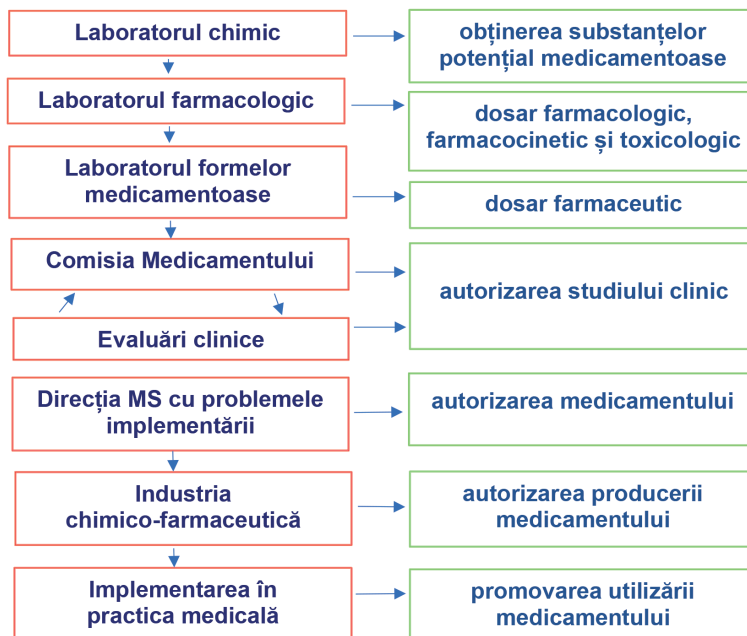 Laboratorul chimic
obținerea substanțelor
potențial medicamentoase
Laboratorul farmacologic
dosar farmacologic,
farmacocinetic și toxicologic
Laboratorul formelor
medicamentoase
dosar farmaceutic
Comisia Medicamentului
autorizarea studiului clinic
Evaluări clinice
Direcția MS cu problemele
implementării
autorizarea medicamentului
Industria
chimico-farmaceutică
autorizarea producerii
medicamentului
Implementarea în
practica medicală
promovarea utilizării
medicamentului